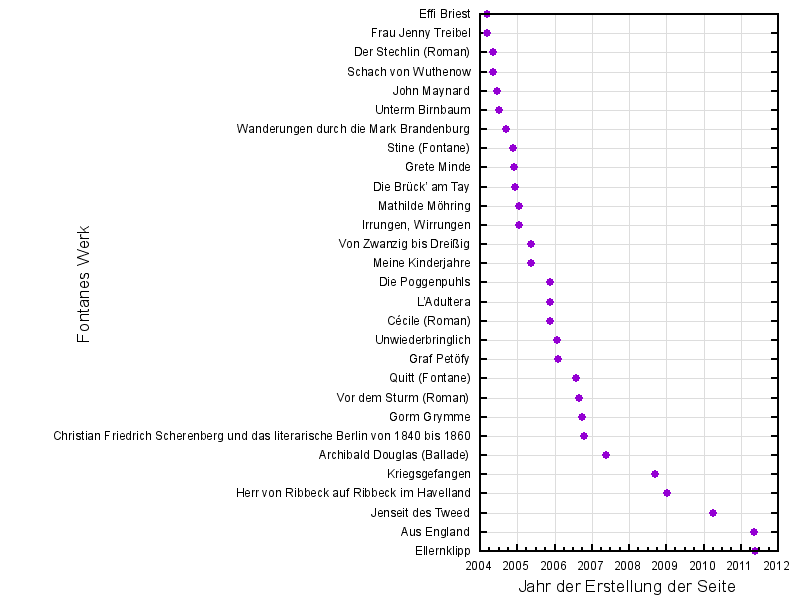 Effi Briest
Frau Jenny Treibel
Der Stechlin (Roman)
Schach von Wuthenow
John Maynard
Unterm Birnbaum
Wanderungen durch die Mark Brandenburg
Stine (Fontane)
Grete Minde
Die Brück' am Tay
Mathilde Möhring
Irrungen, Wirrungen
Von Zwanzig bis Dreißig
Meine Kinderjahre
Die Poggenpuhls
L'Adultera
Cécile (Roman)
Unwiederbringlich
Graf Petöfy
Quitt (Fontane)
Vor dem Sturm (Roman)
Gorm Grymme
Christian Friedrich Scherenberg und das literarische Berlin von 1840 bis 1860
Archibald Douglas (Ballade)
Kriegsgefangen
Herr von Ribbeck auf Ribbeck im Havelland
Jenseit des Tweed
Aus England
Ellernklipp
Fontanes Werk
2004 2005 2006 2007 2008 2009 2010 2011 2012
Jahr der Erstellung der Seite